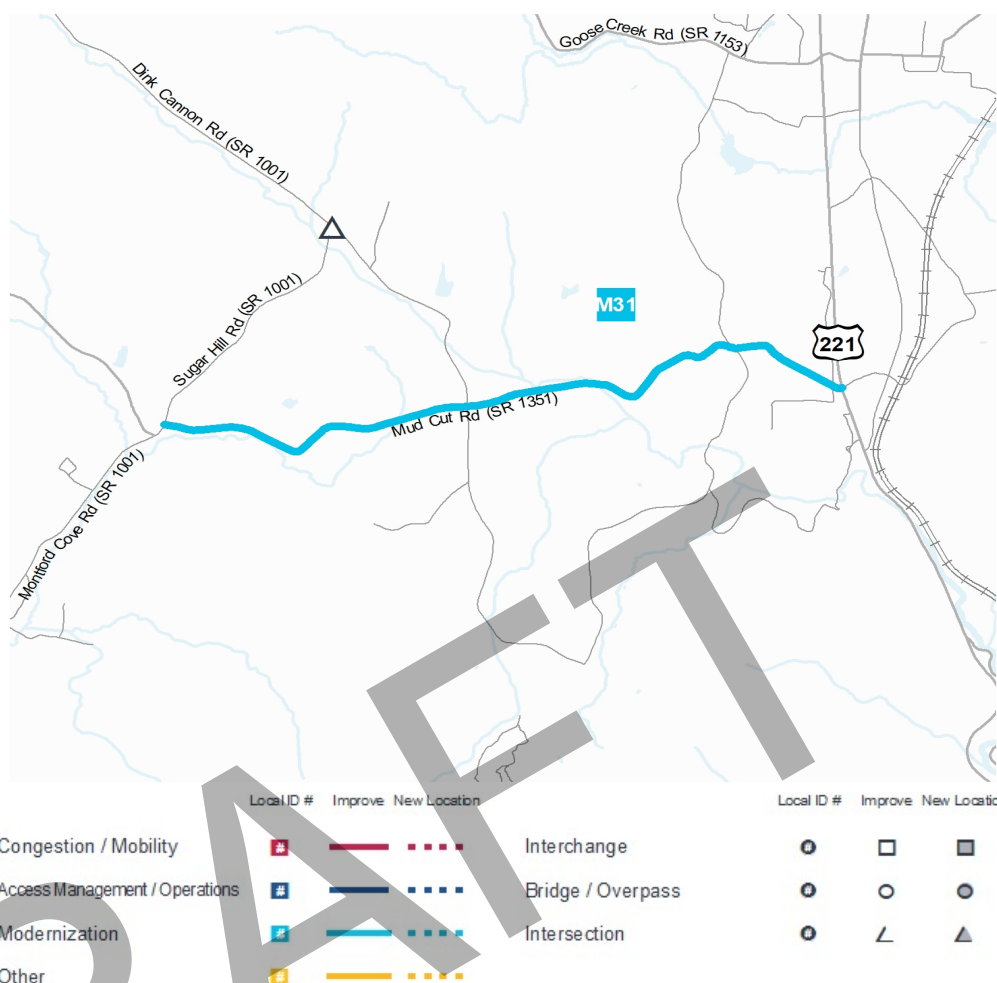 Goose Creek Rd (SR 1153)
Dink Cannon Rd (SR 1001)
Sugar Hill Rd (SR 1001)
M31
221
Mud Cut Rd (SR 1351)
Montford Cove Rd (SR 1001)
DRAFT
Local ID # Improve New Location Local ID # Improve New Locatio
Congestion / Mobility # Interchange #
Access Management / Operations # Bridge / Overpass #
Modernization # Intersection #
Other #